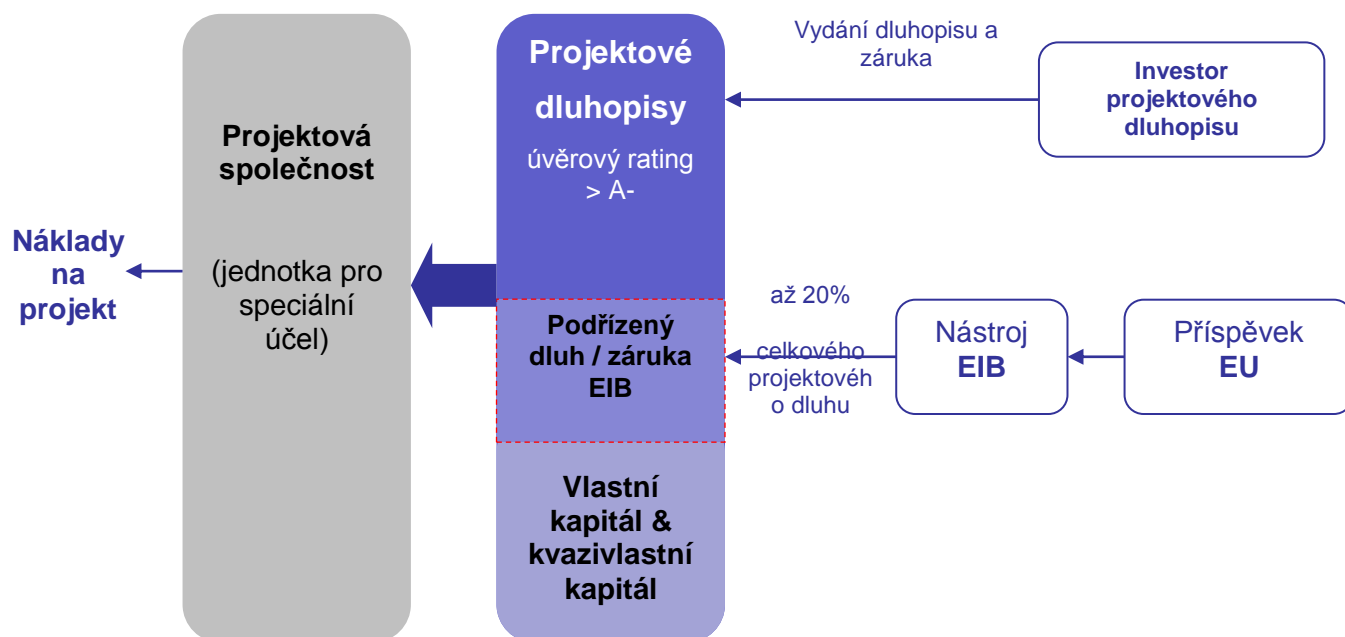 Náklady
na
projekt
Projektová
společnost
(jednotka pro
speciální
účel)
Projektové
dluhopisy
úvěrový rating
> A-
Podřízený
dluh / záruka
EIB
Vlastní
kapitál &
kvazivlastní
kapitál
Vydání dluhopisu a
záruka
Investor
projektového
dluhopisu
až 20%
celkového
projektovéh
o dluhu
Nástroj
EIB
Příspěvek
EU